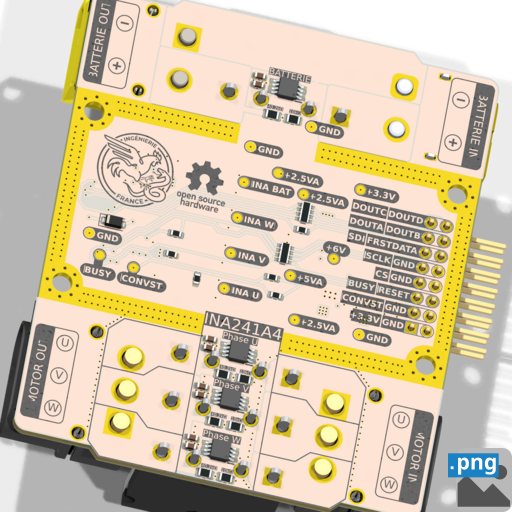 BATTERIE OUT
BATTERIE
BATTERIE IN
GND
GND
INGÉNIERIE
FRANCE
open source
hardware
+2.5VA
INA BAT
+2.5VA
+3.3V
INA W
DOUTC DOUTD
DOUTA DOUTB
SDI FRSTDATA
SCLK GND
CS GND
BUSY RESET
CONVST GND
+3.3V GND
GND
+6V
INA V
GND
BUSY
CONVST
+5VA
INA U
+2.5VA
GND
INA241A4
Phase U
Phase V
Phase W
MOTOR OUT
U
V
W
MOTOR IN
U
V
W
.png